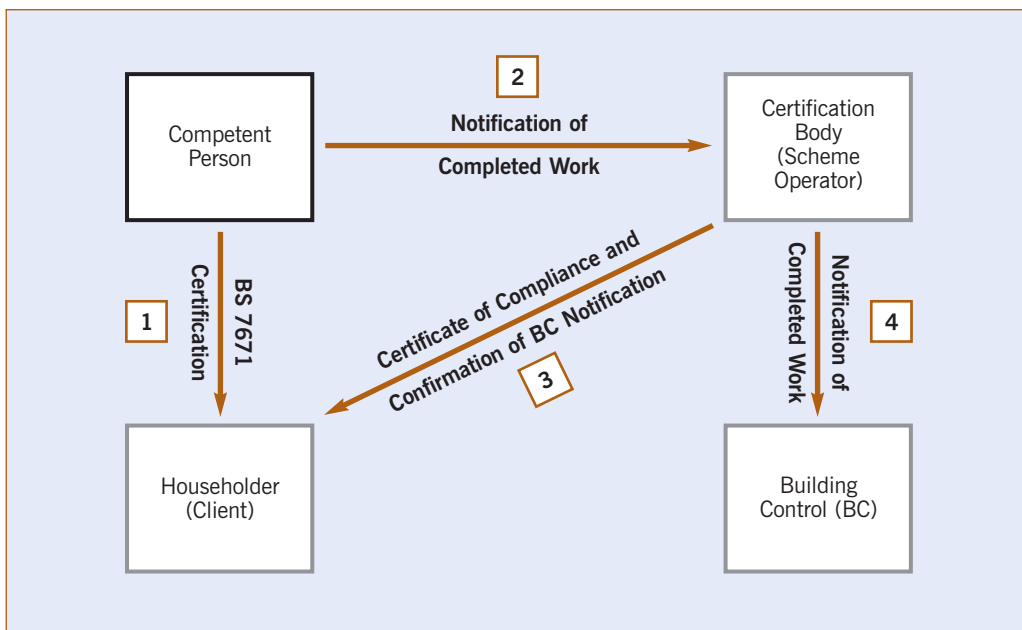 2
Competent
Person
Notification of
Completed Work
Certification
Body
(Scheme
Operator)
1
BS 7671
Certification
Certificate of Compliance and
Confirmation of BC Notification
3
Notification of
Completed Work
4
Householder
(Client)
Building
Control (BC)